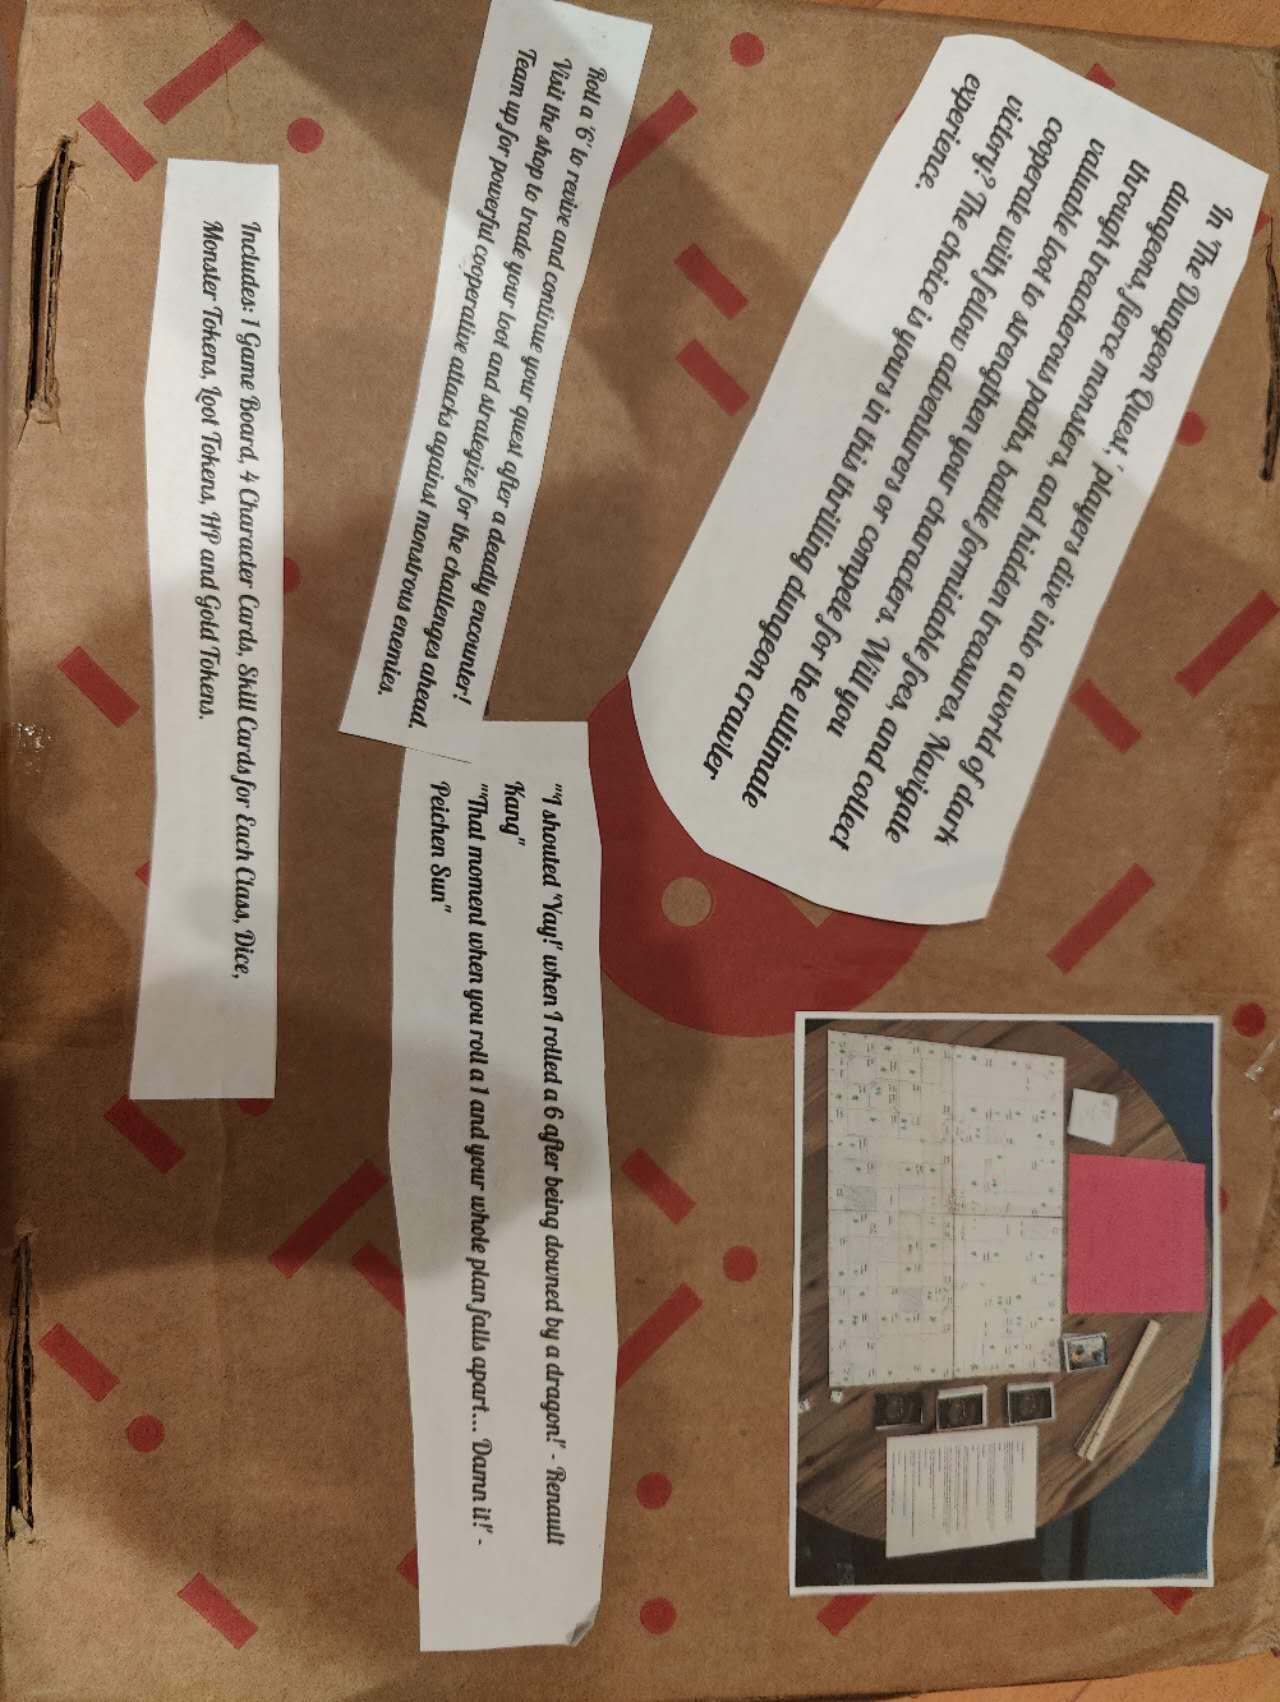 In 'The Dungeon Quest,' players dive into a world of dark
dungeons, fierce monsters, and hidden treasures. Navigate
through treacherous paths, battle formidable foes, and collect
valuable loot to strengthen your characters. Will you
cooperate with fellow adventurers or compete for the ultimate
victory? The choice is yours in this thrilling dungeon crawler
experience.
Roll a '6' to revive and continue your quest after a deadly encounter!
Visit the shop to trade your loot and strategize for the challenges ahead.
Team up for powerful cooperative attacks against monstrous enemies.
"'I shouted 'Yay!' when I rolled a 6 after being downed by a dragon!' - Renault
Kang"
"'That moment when you roll a 1 and your whole plan falls apart... Damn it!' -
Peichen Sun"
Includes: 1 Game Board, 4 Character Cards, Skill Cards for Each Class, Dice,
Monster Tokens, Loot Tokens, HP and Gold Tokens.